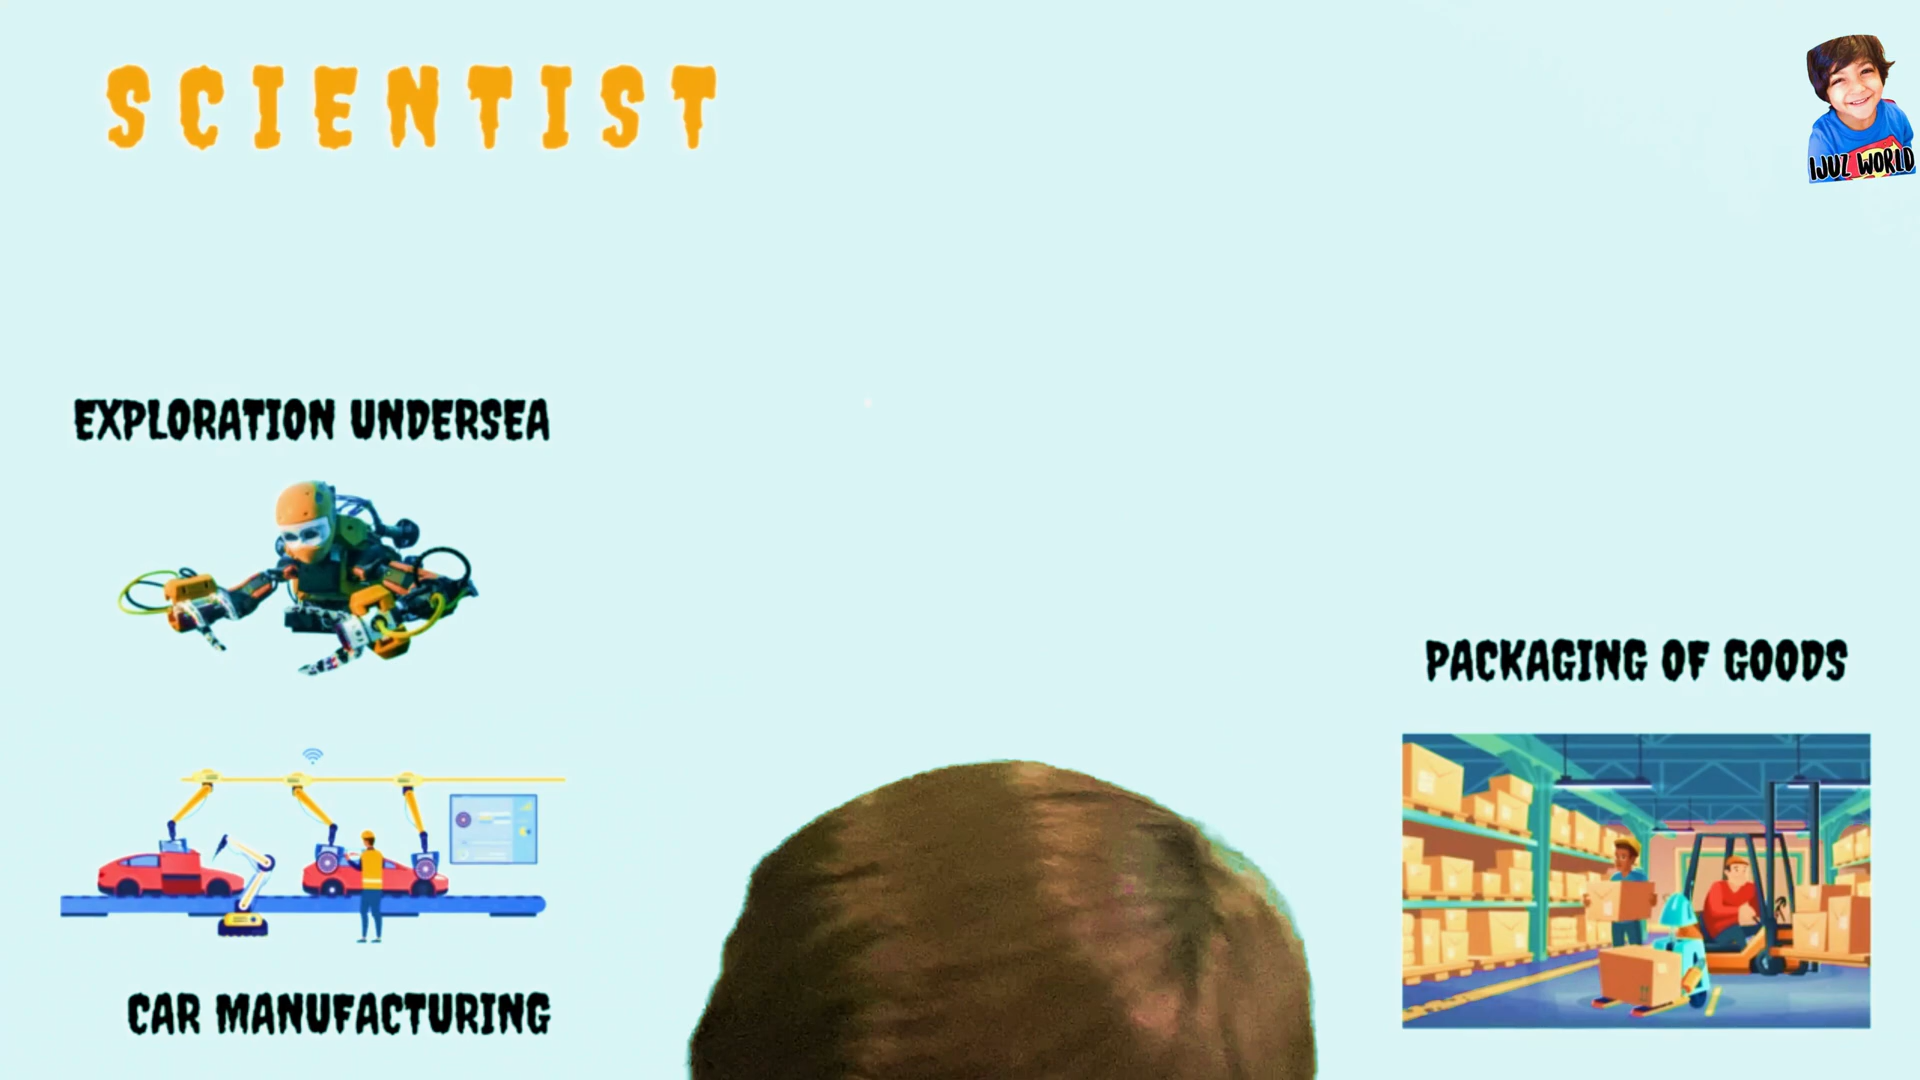 SCIENTIST
IJUZ WORLD
EXPLORATION UNDERSEA
PACKAGING OF GOODS
CAR MANUFACTURING